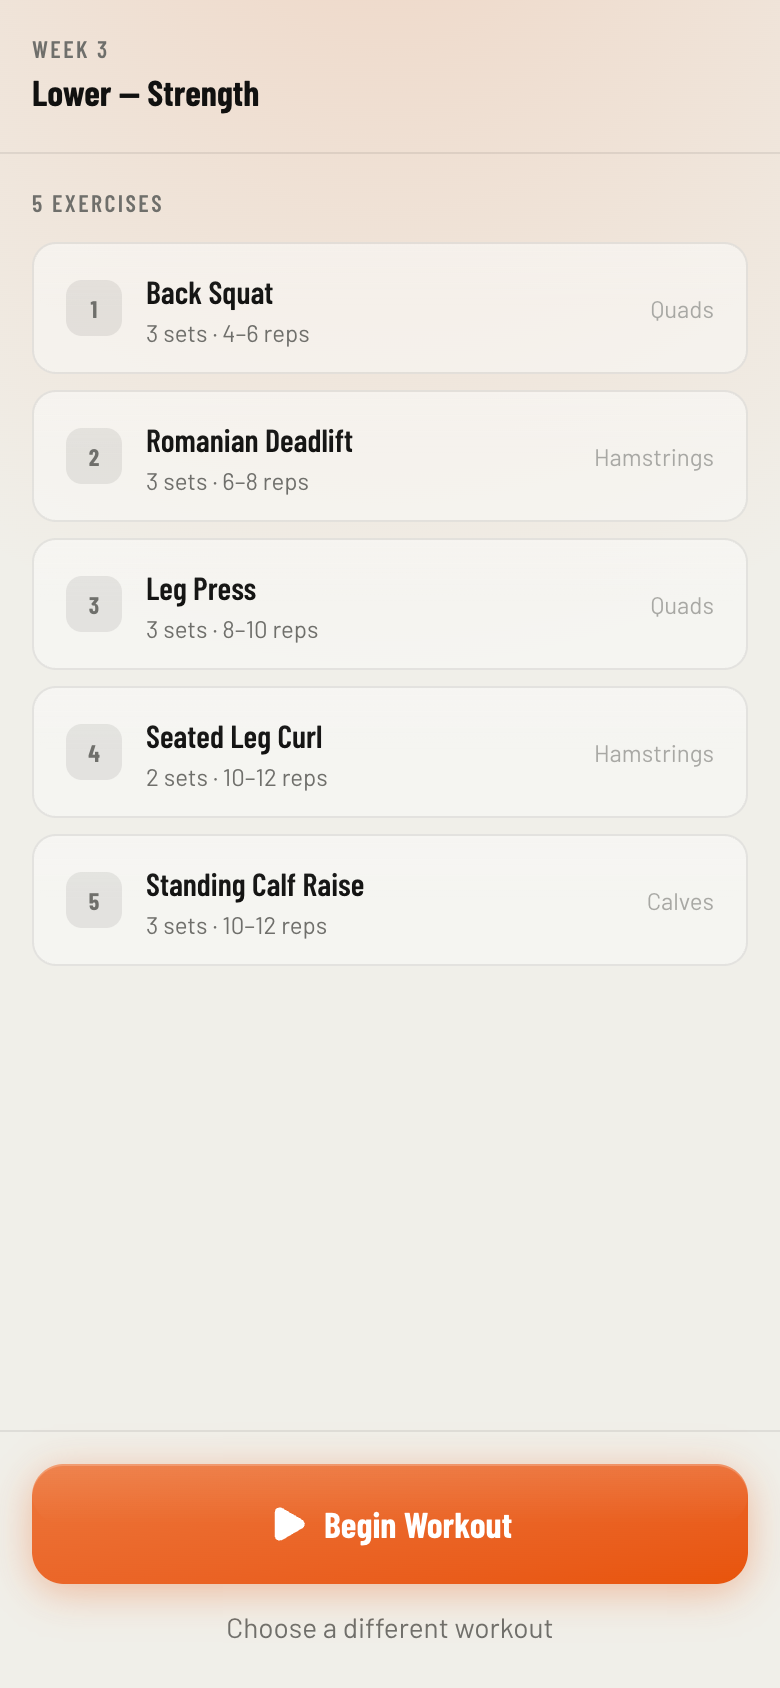 WEEK 3
Lower — Strength
5 EXERCISES
1
Back Squat
3 sets · 4–6 reps
Quads
2
Romanian Deadlift
3 sets · 6–8 reps
Hamstrings
3
Leg Press
3 sets · 8–10 reps
Quads
4
Seated Leg Curl
2 sets · 10–12 reps
Hamstrings
5
Standing Calf Raise
3 sets · 10–12 reps
Calves
Begin Workout
Choose a different workout